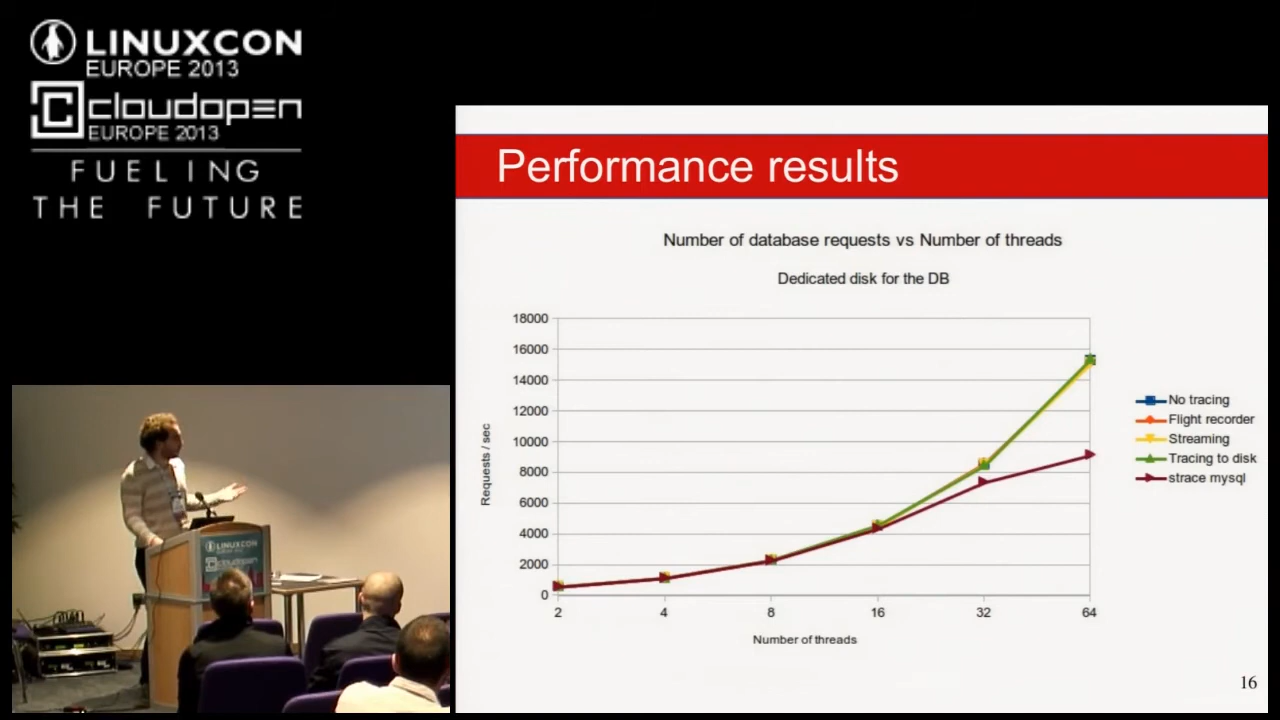 LINUXCON
EUROPE 2013
cloudopen
EUROPE 2013
FUELING
THE FUTURE
Performance results
Number of database requests vs Number of threads
Dedicated disk for the DB
18000
16000
14000
12000
10000
8000
6000
4000
2000
0
Requests / sec
2 4 8 16 32 64
Number of threads
No tracing
Flight recorder
Streaming
Tracing to disk
strace mysql
16
LINUXCON
cloudopen